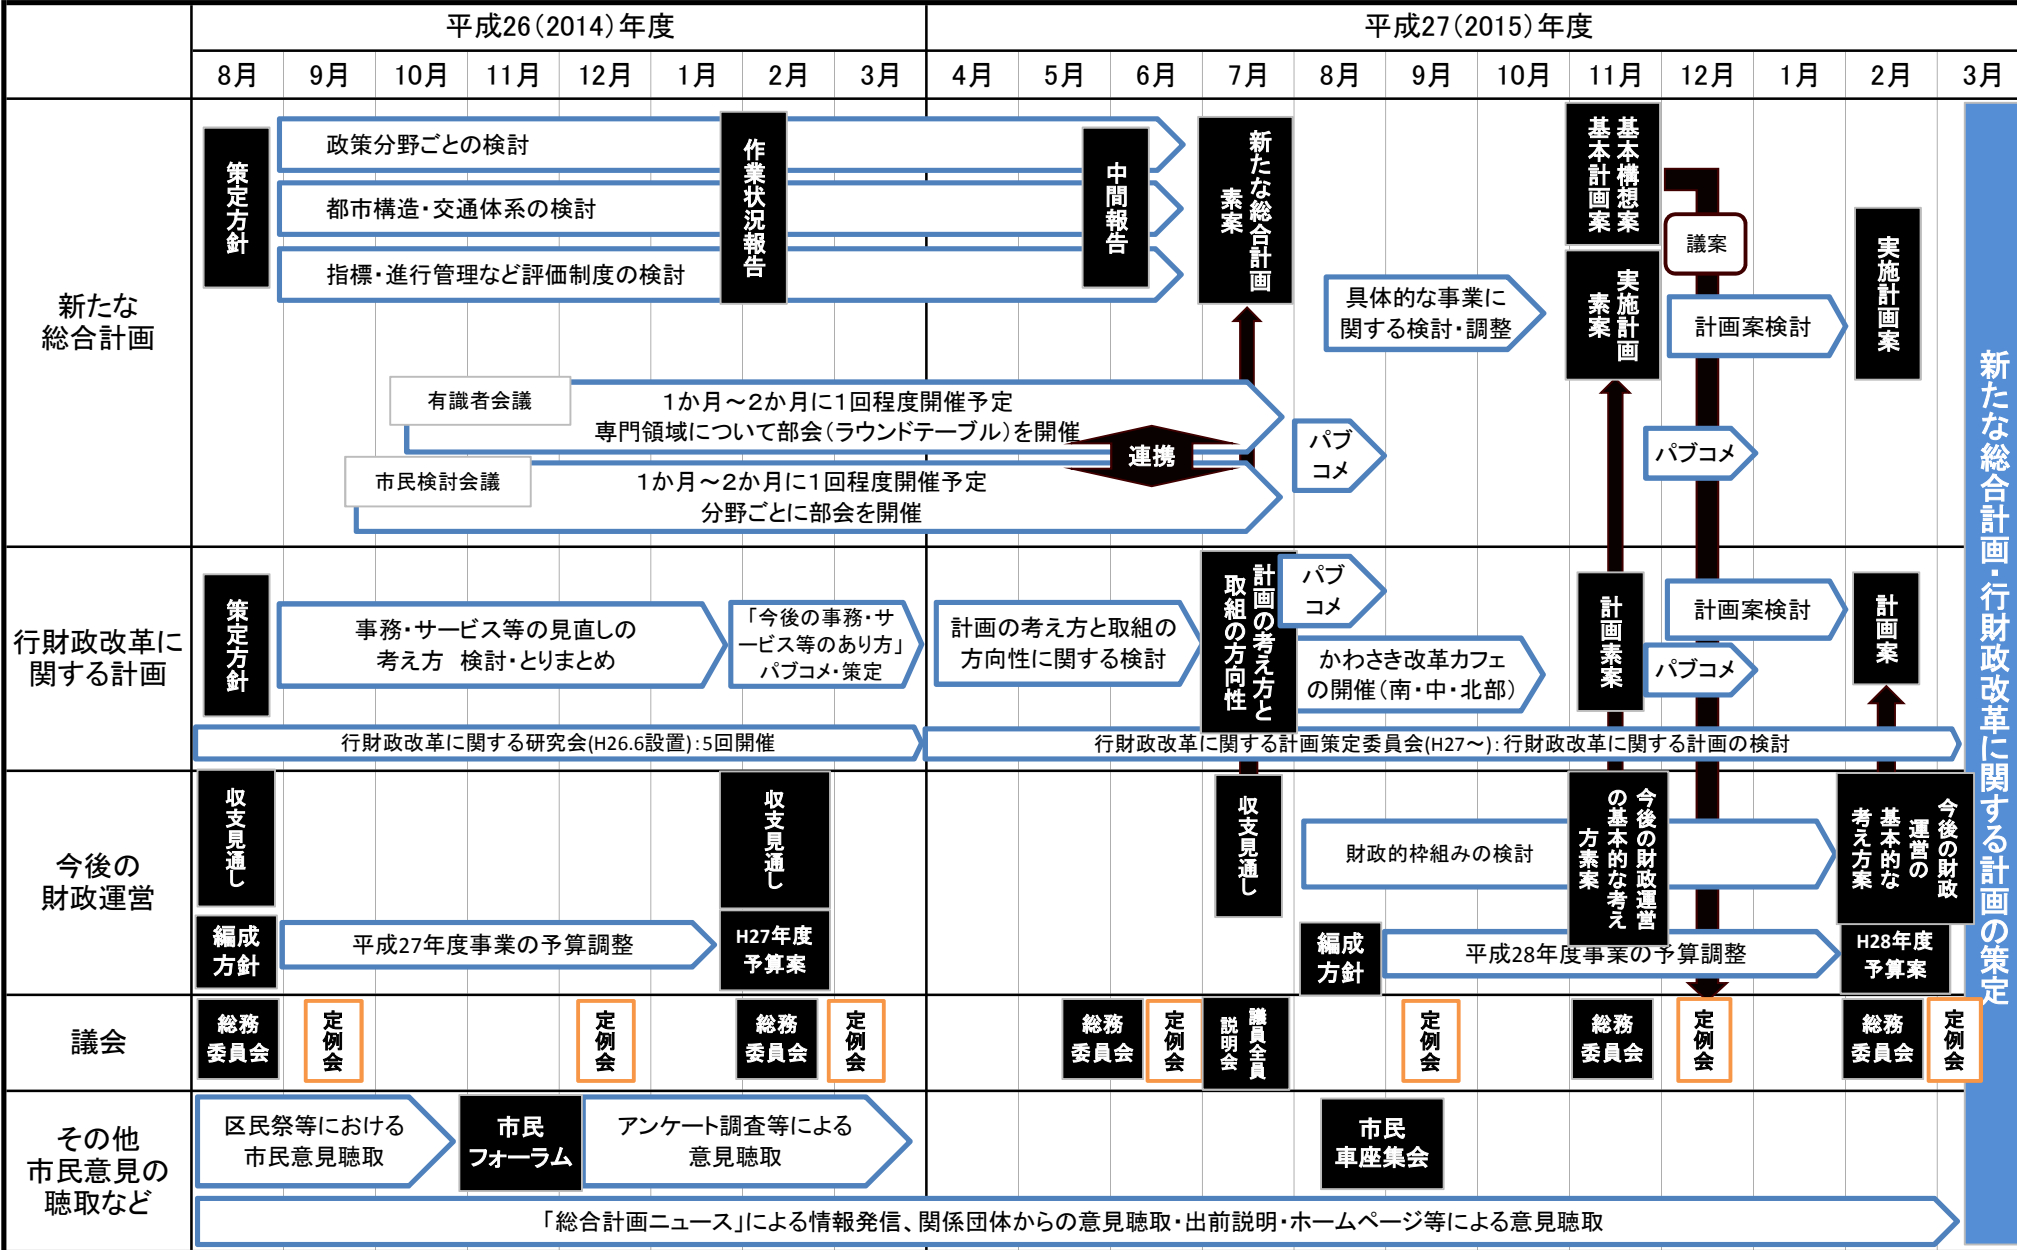 平成26(2014)年度
平成27(2015)年度
8月
9月
10月
11月
12月
1月
2月
3月
4月
5月
6月
7月
8月
9月
10月
11月
12月
1月
2月
3月
新たな
総合計画
策定方針
政策分野ごとの検討
都市構造・交通体系の検討
指標・進行管理など評価制度の検討
作業状況報告
中間報告
新たな総合計画
素案
有識者会議
1か月～2か月に1回程度開催予定
専門領域について部会(ラウンドテーブル)を開催
連携
市民検討会議
1か月～2か月に1回程度開催予定
分野ごとに部会を開催
パブ
コメ
具体的な事業に
関する検討・調整
基本構想案
基本計画案
実施計画
素案
議案
計画案検討
パブコメ
実施計画案
行財政改革に
関する計画
策定方針
事務・サービス等の見直しの
考え方 検討・とりまとめ
「今後の事務・サ
ービス等のあり方」
パブコメ・策定
計画の考え方と取組の
方向性に関する検討
計画の考え方と
取組の方向性
パブ
コメ
かわさき改革カフェ
の開催(南・中・北部)
計画素案
計画案検討
パブコメ
計画案
行財政改革に関する研究会(H26.6設置):5回開催
行財政改革に関する計画策定委員会(H27～):行財政改革に関する計画の検討
今後の
財政運営
収支見通し
編成
方針
平成27年度事業の予算調整
収支見通し
H27年度
予算案
収支見通し
財政的枠組みの検討
編成
方針
平成28年度事業の予算調整
今後の財政運営
の基本的な考え
方素案
今後の財政
運営の
基本的な
考え方案
H28年度
予算案
議会
総務
委員会
定例会
定例会
総務
委員会
定例会
総務
委員会
定例会
議員全員
説明会
定例会
総務
委員会
定例会
総務
委員会
定例会
その他
市民意見の
聴取など
区民祭等における
市民意見聴取
市民
フォーラム
アンケート調査等による
意見聴取
市民
車座集会
「総合計画ニュース」による情報発信、関係団体からの意見聴取・出前説明・ホームページ等による意見聴取
新たな総合計画・行財政改革に関する計画の策定